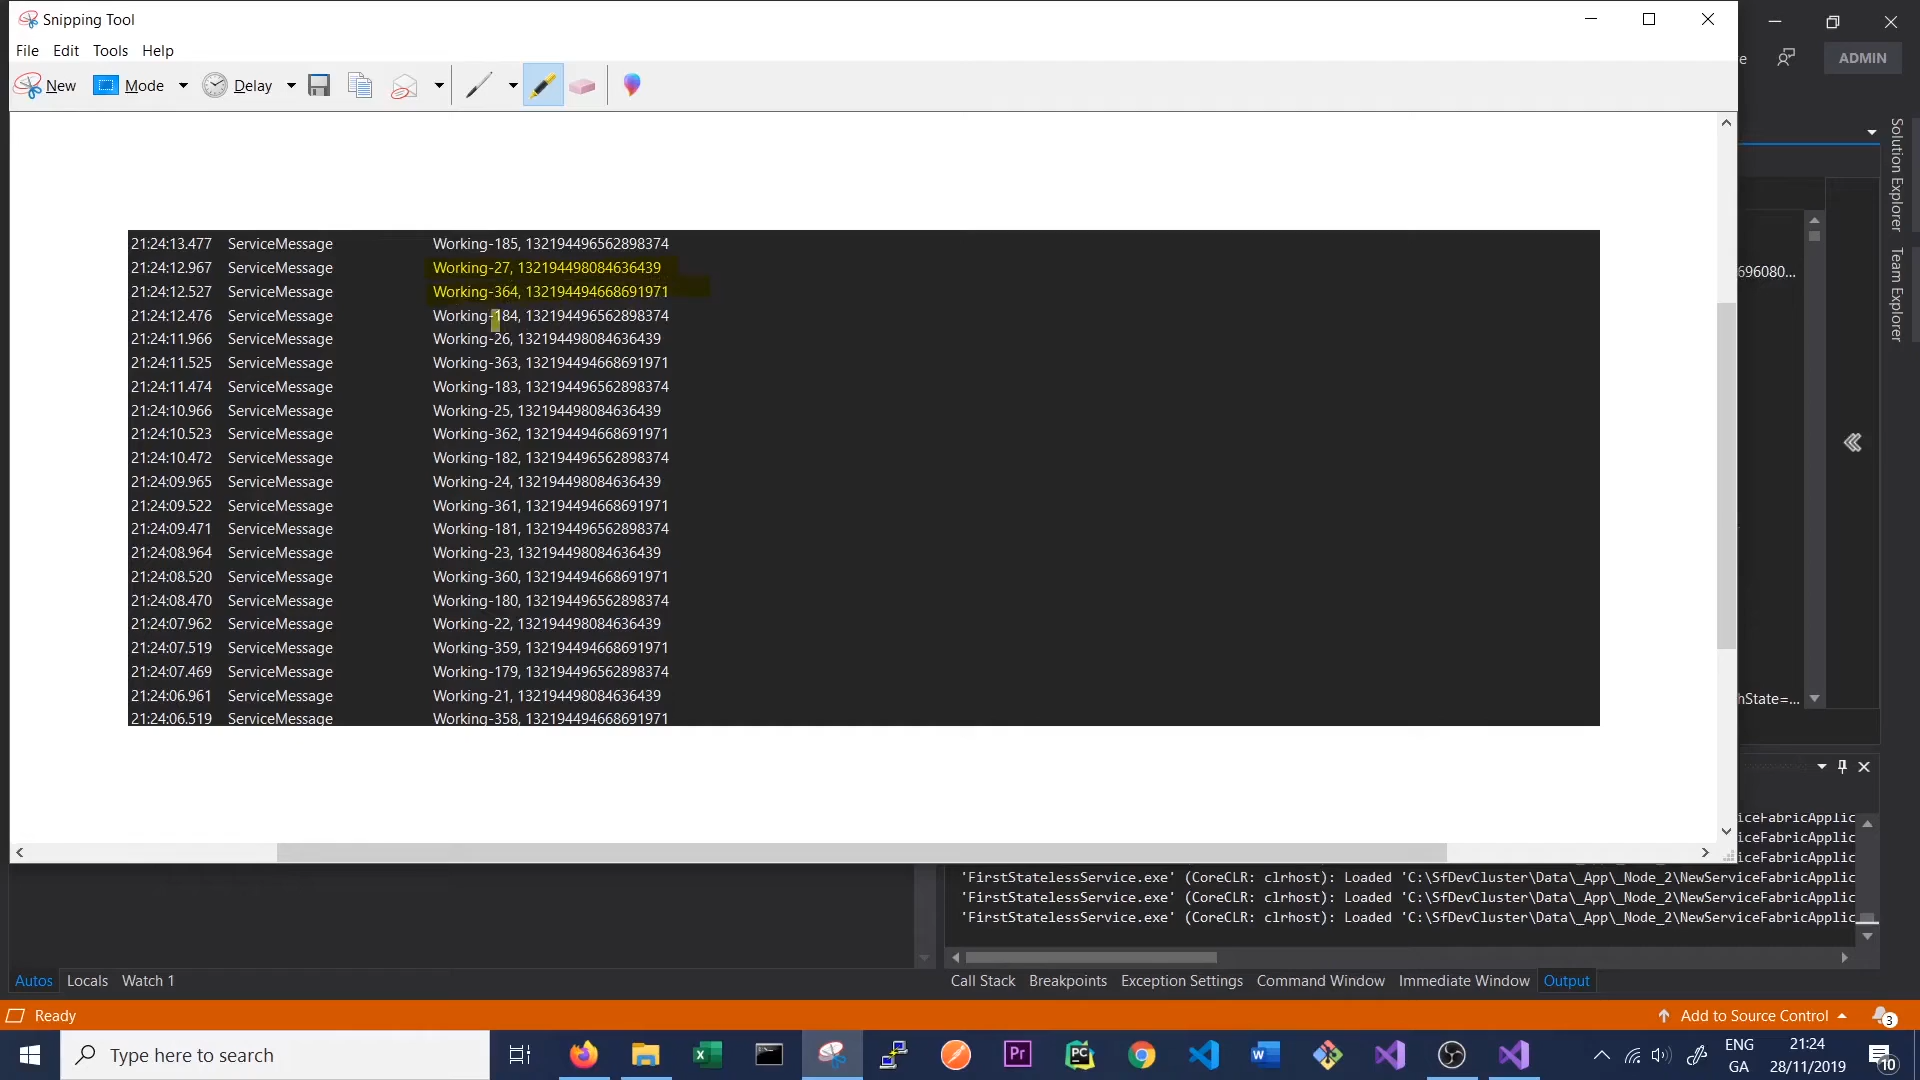 Snipping Tool
File Edit Tools Help
New Mode Delay
21:24:13.477 ServiceMessage Working-185, 132194496562898374
21:24:12.967 ServiceMessage Working-27, 132194498084636439
21:24:12.527 ServiceMessage Working-364, 132194494668691971
21:24:12.476 ServiceMessage Working-184, 132194496562898374
21:24:11.966 ServiceMessage Working-26, 132194498084636439
21:24:11.525 ServiceMessage Working-363, 132194494668691971
21:24:11.474 ServiceMessage Working-183, 132194496562898374
21:24:10.966 ServiceMessage Working-25, 132194498084636439
21:24:10.523 ServiceMessage Working-362, 132194494668691971
21:24:10.472 ServiceMessage Working-182, 132194496562898374
21:24:09.965 ServiceMessage Working-24, 132194498084636439
21:24:09.522 ServiceMessage Working-361, 132194494668691971
21:24:09.471 ServiceMessage Working-181, 132194496562898374
21:24:08.964 ServiceMessage Working-23, 132194498084636439
21:24:08.520 ServiceMessage Working-360, 132194494668691971
21:24:08.470 ServiceMessage Working-180, 132194496562898374
21:24:07.962 ServiceMessage Working-22, 132194498084636439
21:24:07.519 ServiceMessage Working-359, 132194494668691971
21:24:07.469 ServiceMessage Working-179, 132194496562898374
21:24:06.961 ServiceMessage Working-21, 132194498084636439
21:24:06.519 ServiceMessage Working-358, 132194494668691971
e ADMIN
Solution Explorer
Team Explorer
696080...
hState=...
iceFabricApplic
iceFabricApplic
iceFabricApplic
'FirstStatelessService.exe' (CoreCLR: clrhost): Loaded 'C:\SfDevCluster\Data\_App\_Node_2\NewServiceFabricApplic
'FirstStatelessService.exe' (CoreCLR: clrhost): Loaded 'C:\SfDevCluster\Data\_App\_Node_2\NewServiceFabricApplic
'FirstStatelessService.exe' (CoreCLR: clrhost): Loaded 'C:\SfDevCluster\Data\_App\_Node_2\NewServiceFabricApplic
Autos Locals Watch 1
Call Stack Breakpoints Exception Settings Command Window Immediate Window Output
Ready
Add to Source Control 3
Type here to search
Pr
PC
ENG
GA
21:24
28/11/2019
10